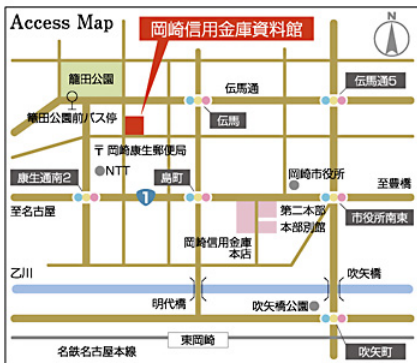 Access Map
岡崎信用金庫資料館
N
籠田公園
伝馬通
伝馬通5
籠田公園前バス停
伝馬
〒岡崎康生郵便局
NTT
岡崎市役所
康生通南2
島町
至豊橋
至名古屋
1
第二本部
本部別館
市役所南東
岡崎信用金庫
本店
乙川
吹矢橋
明代橋
吹矢橋公園
東岡崎
吹矢町
名鉄名古屋本線